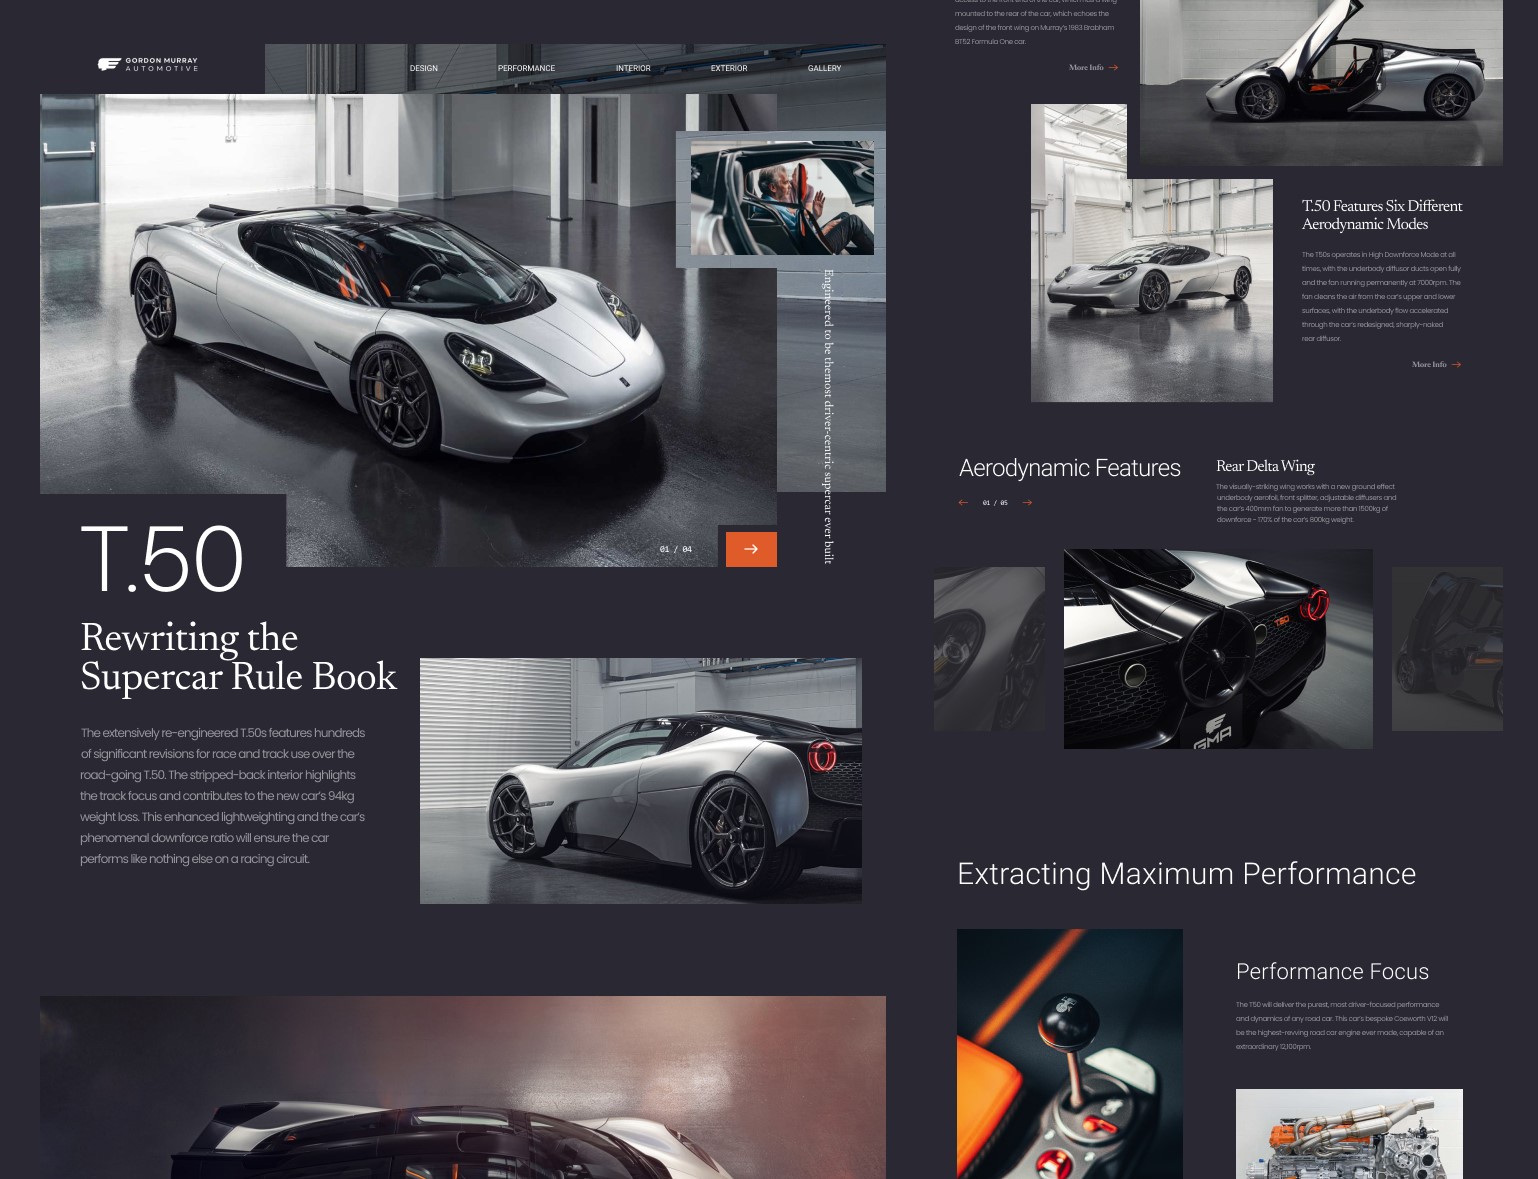 GORDON MURRAY
AUTOMOTIVE
DESIGN
PERFORMANCE
INTERIOR
EXTERIOR
GALLERY
Engineered to be themost driver-centric supercar ever built
01 / 04
T.50
Rewriting the
Supercar Rule Book
The extensively re-engineered T.50s features hundreds
of significant revisions for race and track use over the
road-going T.50. The stripped-back interior highlights
the track focus and contributes to the new car's 94kg
weight loss. This enhanced lightweighting and the car's
phenomenal downforce ratio will ensure the car
performs like nothing else on a racing circuit.
mounted to the rear of the car, which echoes the
design of the front wing on Murray's 1983 Brabham
BT52 Formula One car.
More Info
T.50 Features Six Different
Aerodynamic Modes
The T50s operates in High Downforce Mode at all
times, with the underbody diffusor ducts open fully
and the fan running permanently at 7000rpm. The
fan cleans the air from the car's upper and lower
surfaces, with the underbody flow accelerated
through the car's redesigned, sharply-naked
rear diffusor.
More Info
Aerodynamic Features
01 / 05
Rear Delta Wing
The visually-striking wing works with a new ground effect
underbody aerofoil, front splitter, adjustable diffusers and
the car's 400mm fan to generate more than 1500kg of
downforce – 170% of the car's 800kg weight.
T.50
GMA
Extracting Maximum Performance
Performance Focus
The T50 will deliver the purest, most driver-focused performance
and dynamics of any road car. This car's bespoke Coeworth V12 will
be the highest-revving road car engine ever made, capable of an
extraordinary 12,100rpm.